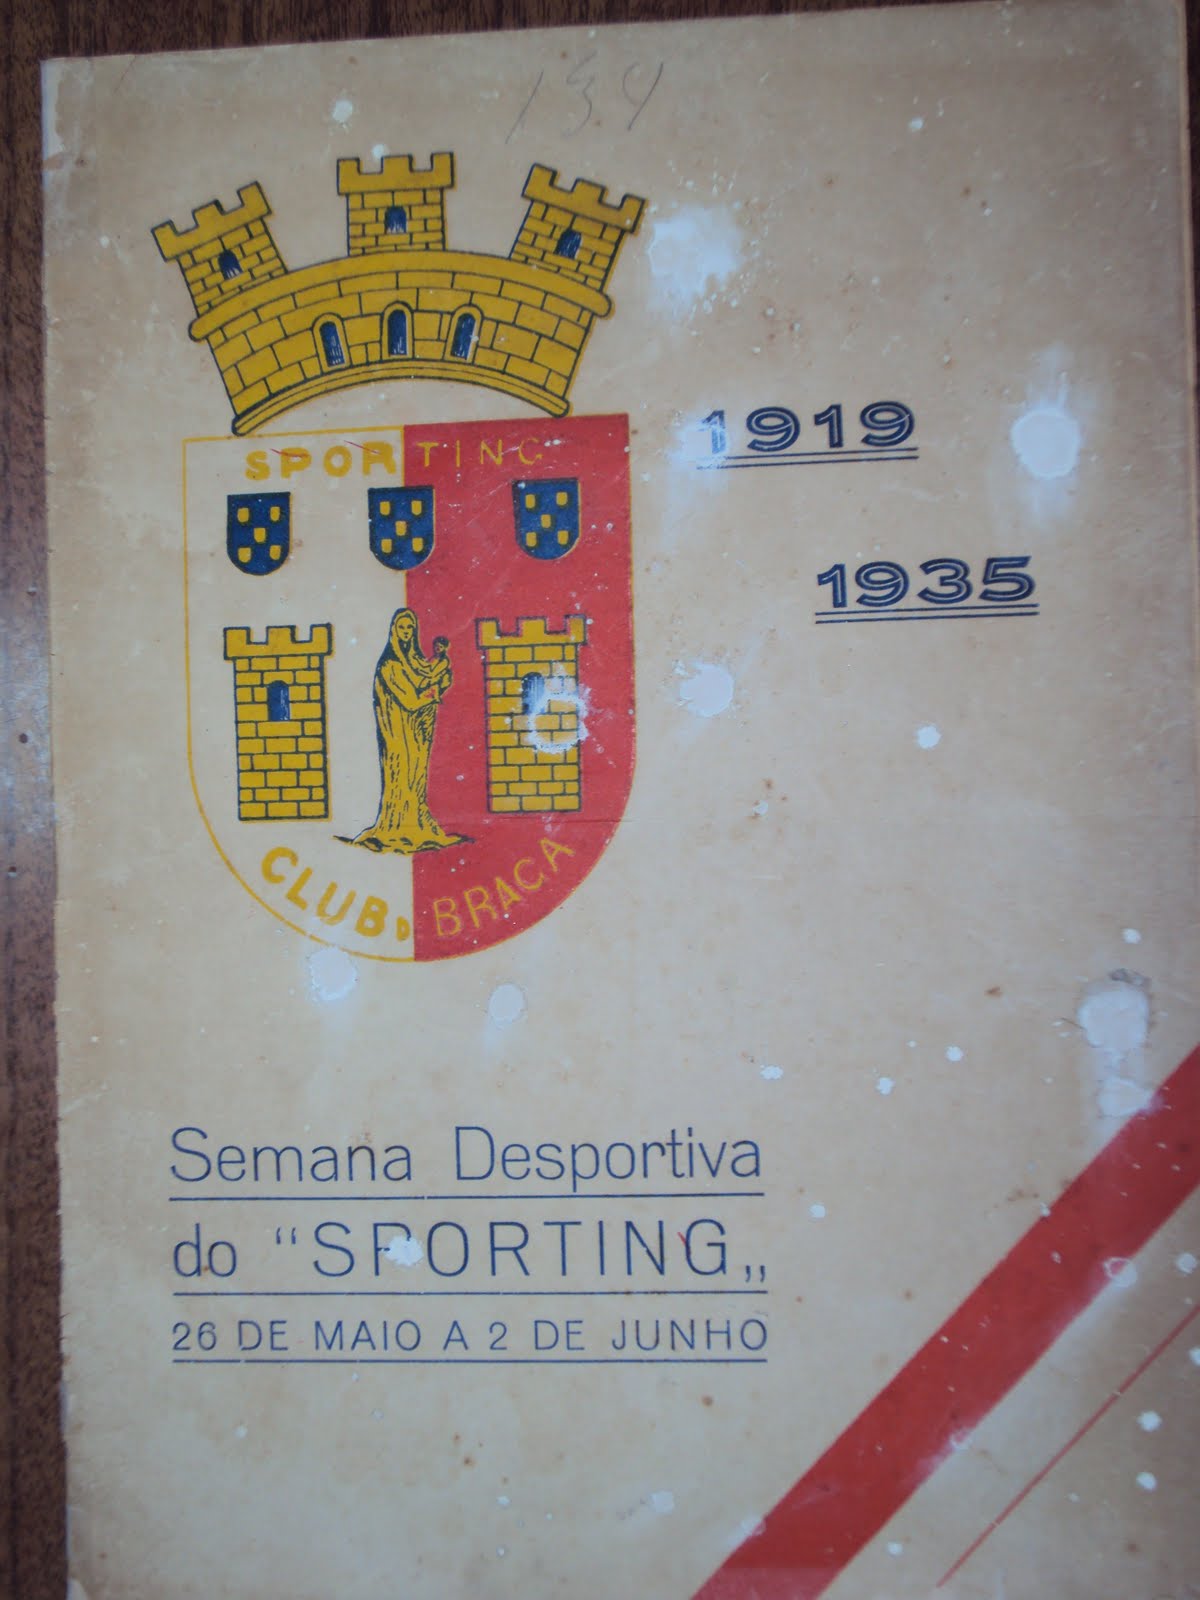 134
SPORTING
CLUB D BRAGA
1919
1935
Semana Desportiva
do "SPORTING„
26 DE MAIO A 2 DE JUNHO